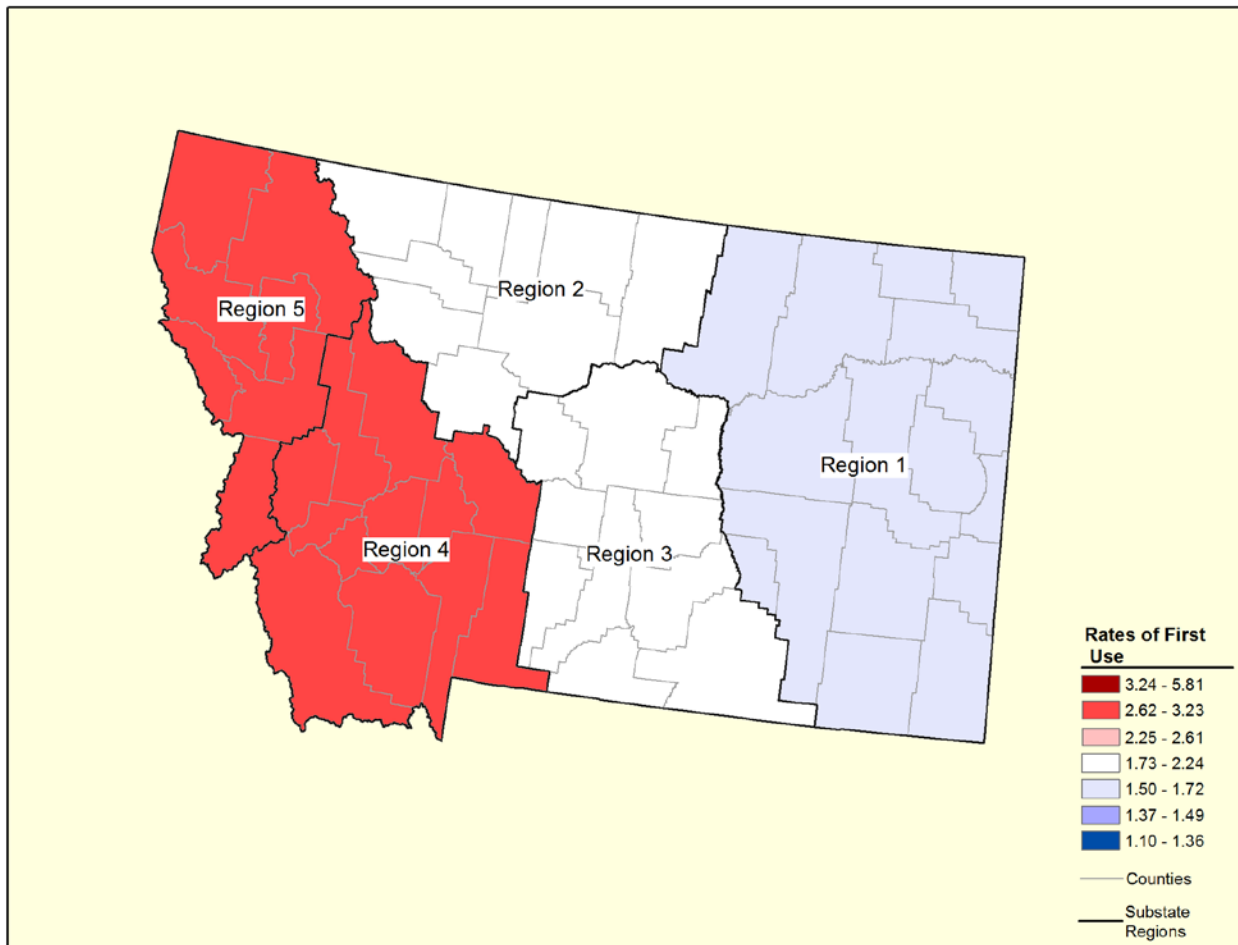 Region 2
Region 5
Region 1
Region 4
Region 3
Rates of First
Use
3.24 - 5.81
2.62 - 3.23
2.25 - 2.61
1.73 - 2.24
1.50 - 1.72
1.37 - 1.49
1.10 - 1.36
Counties
Substate
Regions